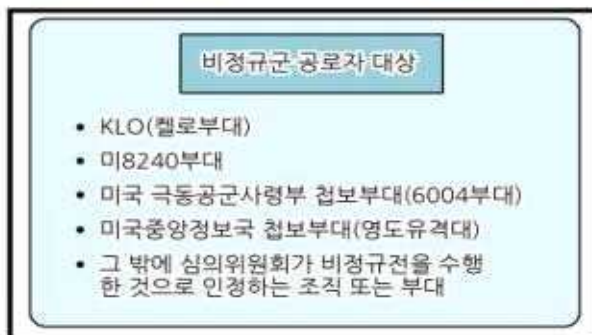 비정규군 공로자 대상
• KLO(켈로부대)
• 미8240부대
• 미국 극동공군사령부 첩보부대(6004부대)
• 미국중앙정보국 첩보부대(영도유격대)
• 그 밖에 심의위원회가 비정규전을 수행
한 것으로 인정하는 조직 또는 부대